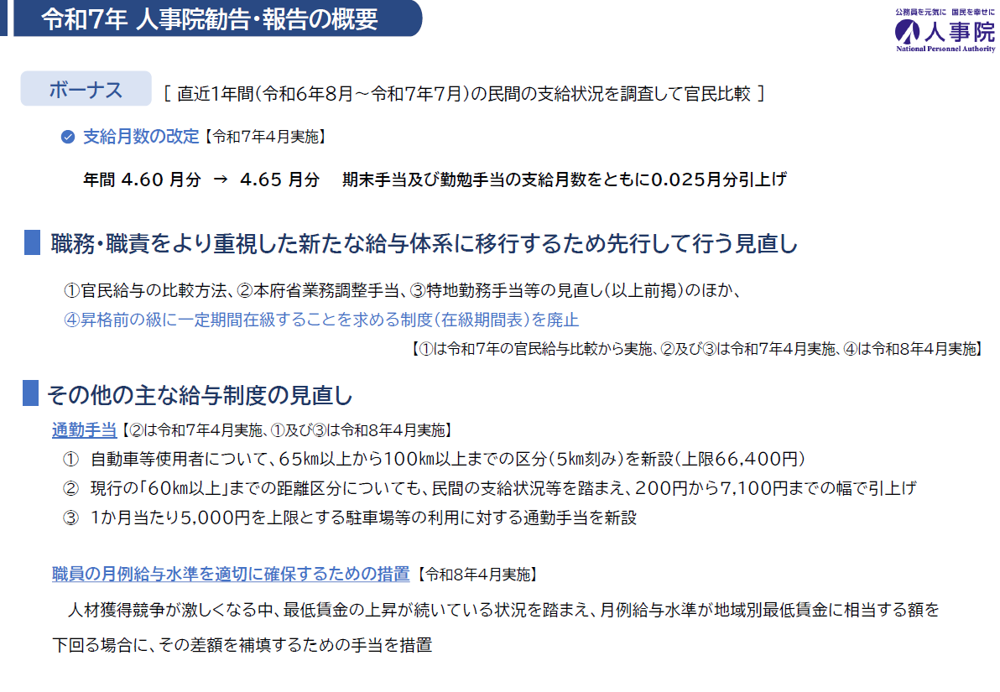 令和7年 人事院勧告・報告の概要
公務員を元気に 国民を幸せに
人事院
National Personnel Authority
ボーナス ［ 直近1年間（令和6年8月～令和7年7月）の民間の支給状況を調査して官民比較 ］
支給月数の改定【令和7年4月実施】
年間 4.60 月分 → 4.65 月分 期末手当及び勤勉手当の支給月数をともに0.025月分引上げ
職務・職責をより重視した新たな給与体系に移行するため先行して行う見直し
①官民給与の比較方法、②本府省業務調整手当、③特地勤務手当等の見直し（以上前掲）のほか、
④昇格前の級に一定期間在級することを求める制度（在級期間表）を廃止
【①は令和7年の官民給与比較から実施、②及び③は令和7年4月実施、④は令和8年4月実施】
その他の主な給与制度の見直し
通勤手当【②は令和7年4月実施、①及び③は令和8年4月実施】
① 自動車等使用者について、65㎞以上から100㎞以上までの区分（5㎞刻み）を新設（上限66,400円）
② 現行の「60㎞以上」までの距離区分についても、民間の支給状況等を踏まえ、200円から7,100円までの幅で引上げ
③ 1か月当たり5,000円を上限とする駐車場等の利用に対する通勤手当を新設
職員の月例給与水準を適切に確保するための措置【令和8年4月実施】
人材獲得競争が激しくなる中、最低賃金の上昇が続いている状況を踏まえ、月例給与水準が地域別最低賃金に相当する額を
下回る場合に、その差額を補填するための手当を措置